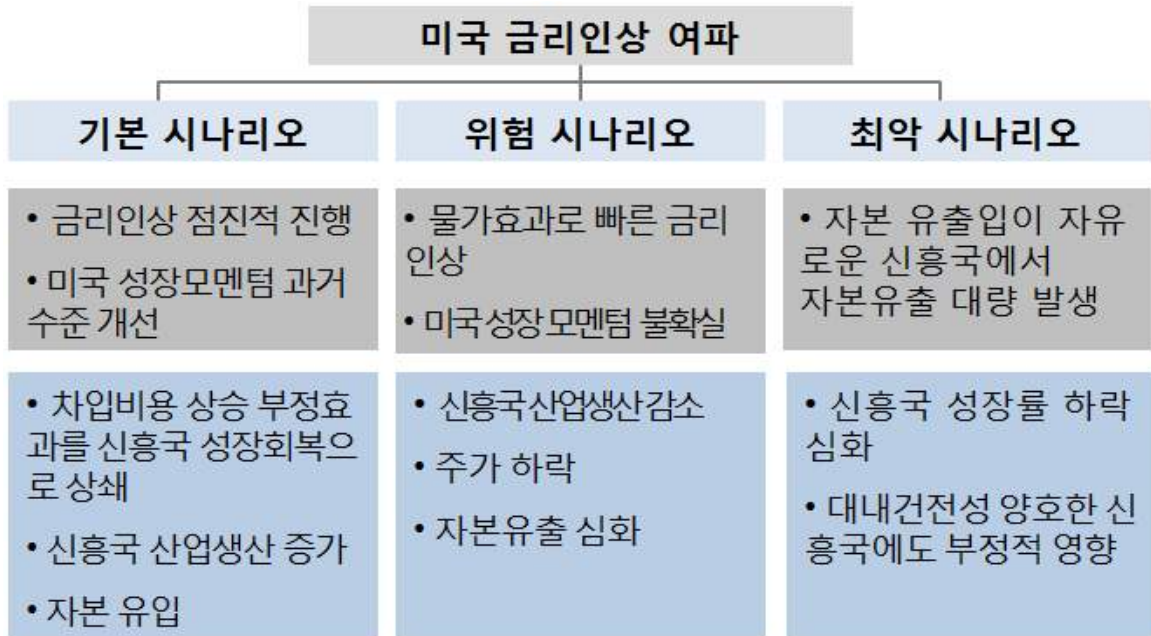 미국 금리인상 여파
기본 시나리오
• 금리인상 점진적 진행
• 미국 성장모멘텀 과거
수준 개선
• 차입비용 상승 부정효
과를 신흥국 성장회복으
로 상쇄
• 신흥국 산업생산 증가
• 자본 유입
위험 시나리오
• 물가효과로 빠른 금리
인상
• 미국 성장 모멘텀 불확실
• 신흥국 산업생산 감소
• 주가 하락
• 자본유출 심화
최악 시나리오
• 자본 유출입이 자유
로운 신흥국에서
자본유출 대량 발생
• 신흥국 성장률 하락
심화
• 대내건전성 양호한 신
흥국에도 부정적 영향